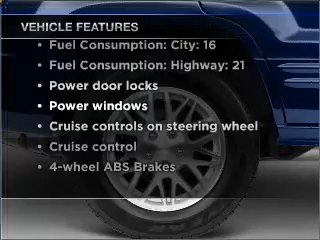 VEHICLE FEATURES
• Fuel Consumption: City: 16
• Fuel Consumption: Highway: 21
• Power door locks
• Power windows
• Cruise controls on steering wheel
• Cruise control
• 4-wheel ABS Brakes